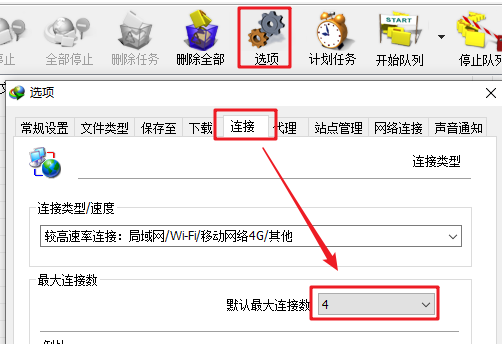 停止 全部停止 删除任务 删除全部 选项 计划任务 开始队列 停止队列
START
选项
常规设置 文件类型 保存至 下载 连接 代理 站点管理 网络连接 声音通知
连接类型
连接类型/速度
较高速率连接：局域网/Wi-Fi/移动网络4G/其他
最大连接数
默认最大连接数 4